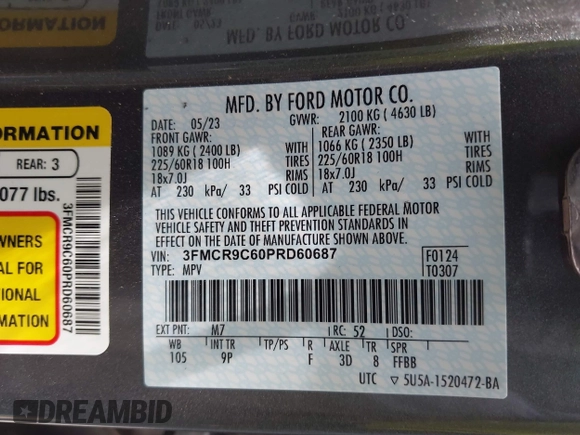 MFD. BY FORD MOTOR CO.
DATE: 05/23 GVWR: 2100 KG ( 4630 LB)
FRONT GAWR: REAR GAWR:
1089 KG ( 2400 LB) WITH 1066 KG ( 2350 LB) WITH
225/60R18 100H TIRES 225/60R18 100H TIRES
18x7.0J RIMS 18x7.0J RIMS
AT 230 kPa/ 33 PSI COLD AT 230 kPa/ 33 PSI COLD
THIS VEHICLE CONFORMS TO ALL APPLICABLE FEDERAL MOTOR
VEHICLE SAFETY AND THEFT PREVENTION STANDARDS IN
EFFECT ON THE DATE OF MANUFACTURE SHOWN ABOVE.
VIN: 3FMCR9C60PRD60687 F0124
TYPE: MPV T0307
EXT PNT: M7 RC: 52 DSO:
WB INT TR TP/PS R AXLE TR SPR
105 9P F 3D 8 FFBB
UTC ▽ 5U5A-1520472-BA
ORMATION
REAR: 3
077 lbs.
WNERS
AL FOR
TIONAL
RMATION
3FMCR9C60PRD60687
ORMATION
MFD. BY FORD MOTOR CO.
DREAMBID